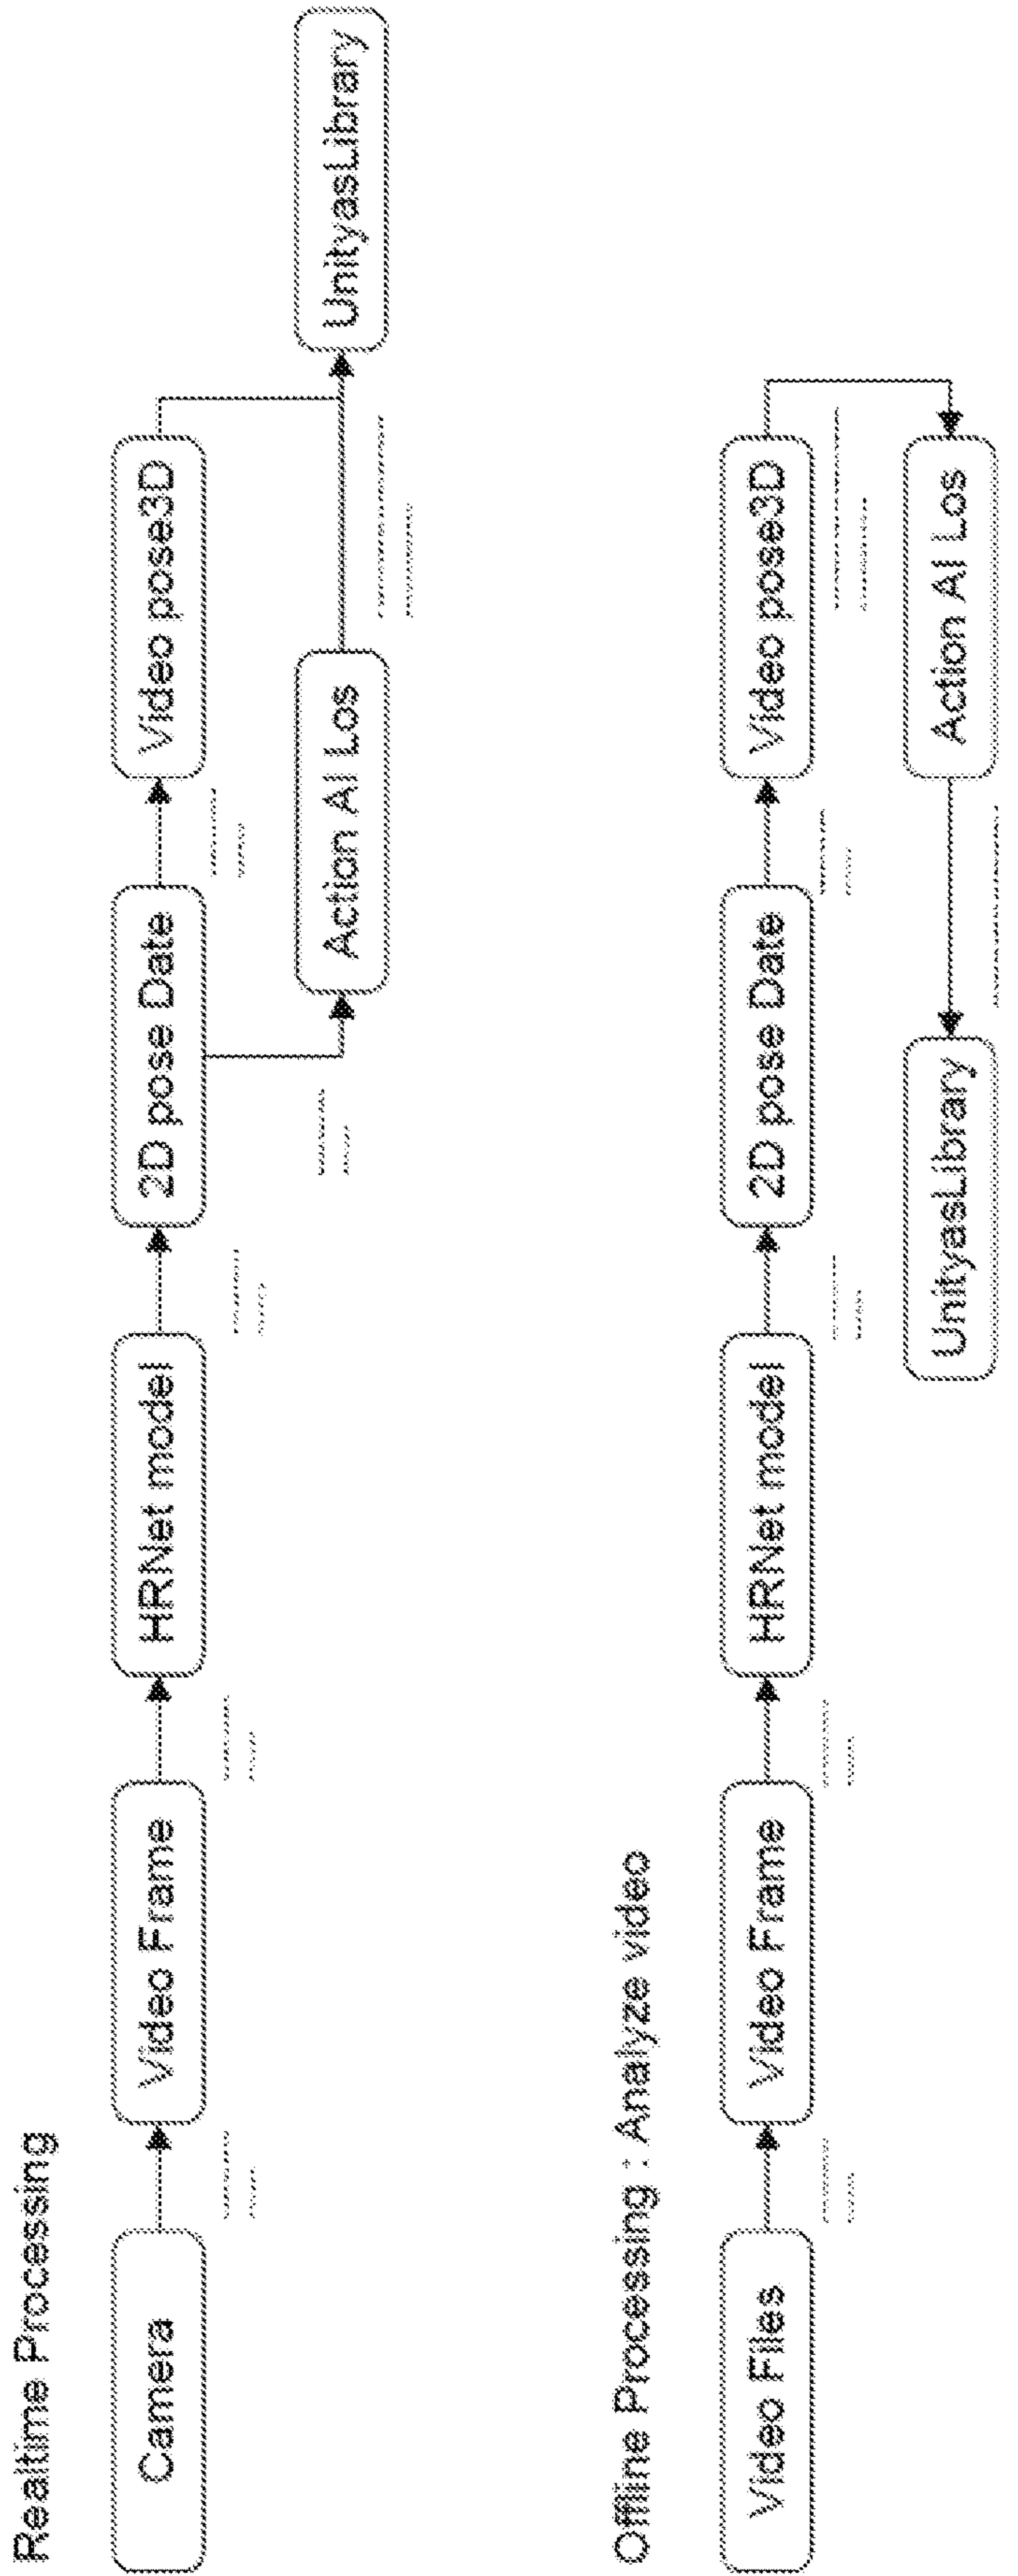 Realtime Processing
Camera
Video Frame
HRNet model
2D pose Date
Video pose3D
Action AI Los
UnityasLibrary
Offline Processing : Analyze video
Video Files
Video Frame
HRNet model
2D pose Date
Video pose3D
Action AI Los
UnityasLibrary